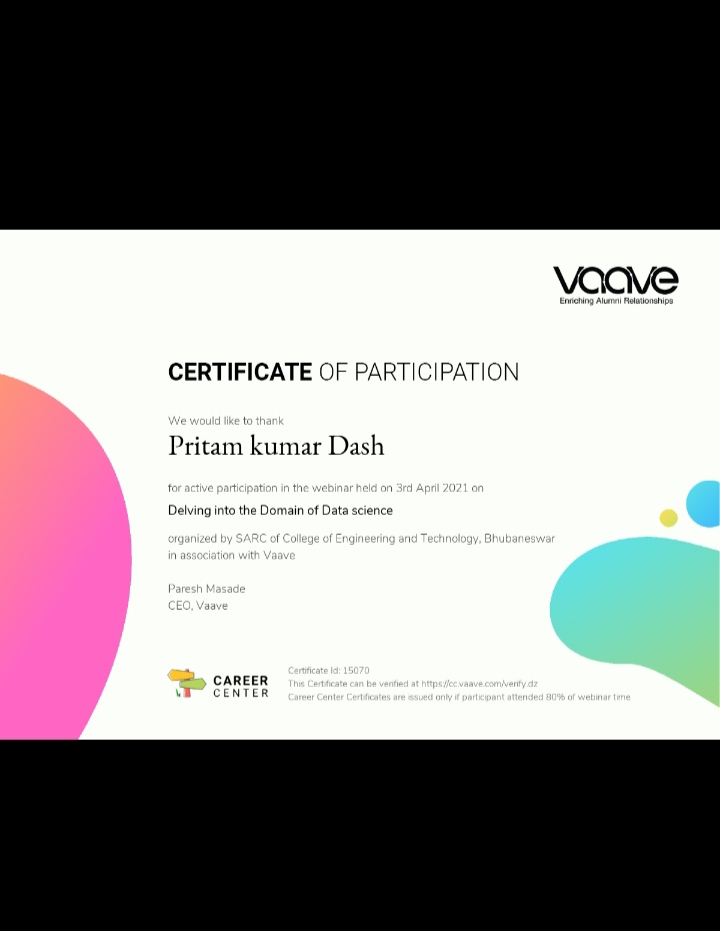 vaave
Enriching Alumni Relationships
CERTIFICATE OF PARTICIPATION
We would like to thank
Pritam kumar Dash
for active participation in the webinar held on 3rd April 2021 on
Delving into the Domain of Data science
organized by SARC of College of Engineering and Technology, Bhubaneswar
in association with Vaave
Paresh Masade
CEO, Vaave
CAREER
CENTER
Certificate Id: 15070
This Certificate can be verified at https://cc.vaave.com/verify.dz
Career Center Certificates are issued only if participant attended 80% of webinar time